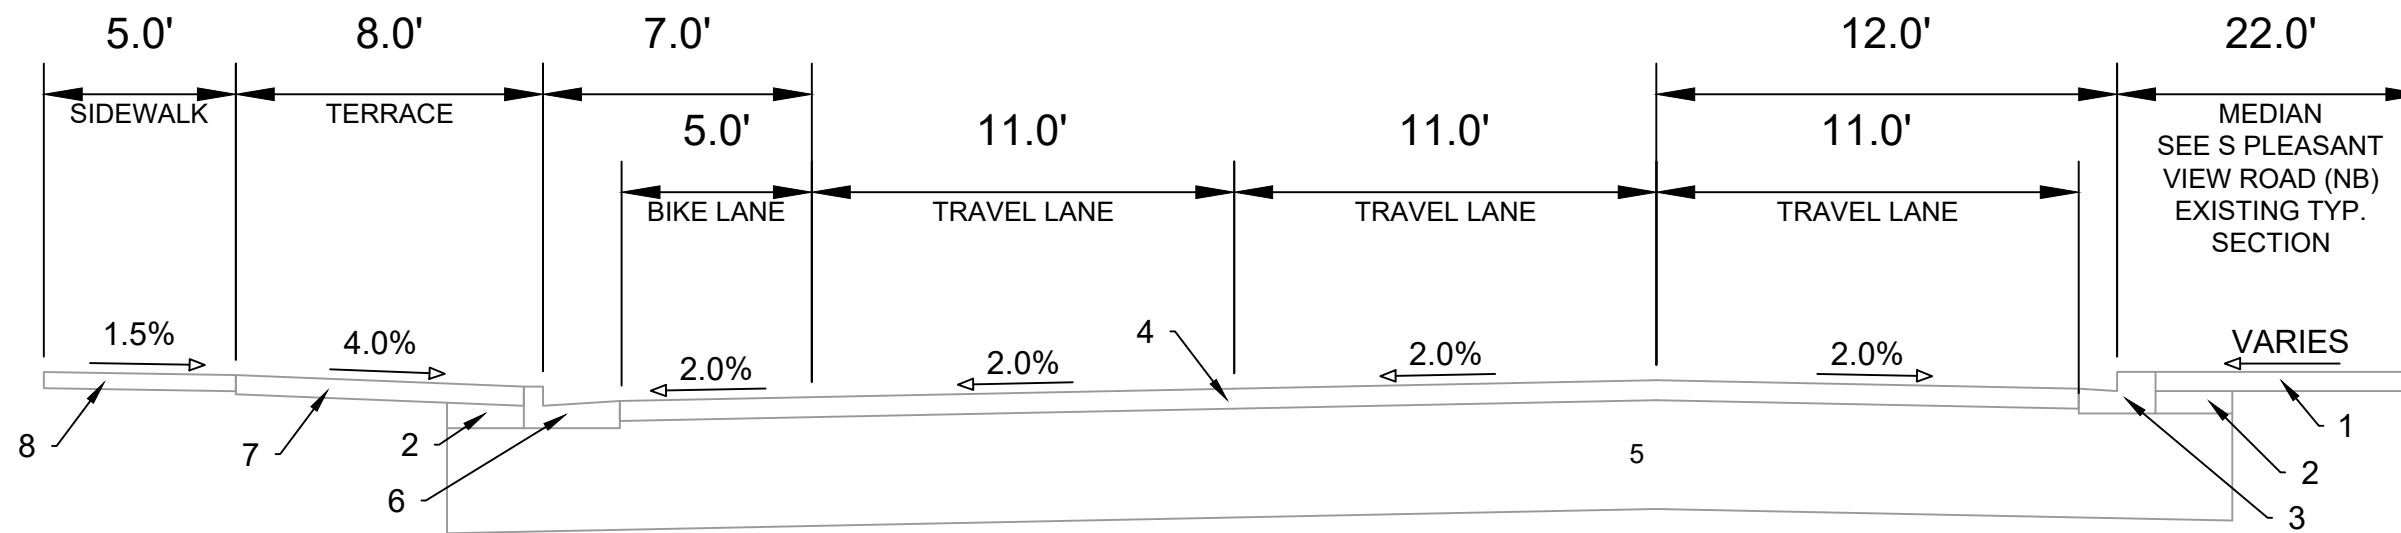 5.0'
8.0'
7.0'
12.0'
22.0'
SIDEWALK
TERRACE
5.0'
11.0'
11.0'
11.0'
MEDIAN
SEE S PLEASANT
VIEW ROAD (NB)
EXISTING TYP.
SECTION
BIKE LANE
TRAVEL LANE
TRAVEL LANE
TRAVEL LANE
1.5%
4.0%
2.0%
2.0%
4
2.0%
2.0%
VARIES
8
7
2
6
5
1
2
3